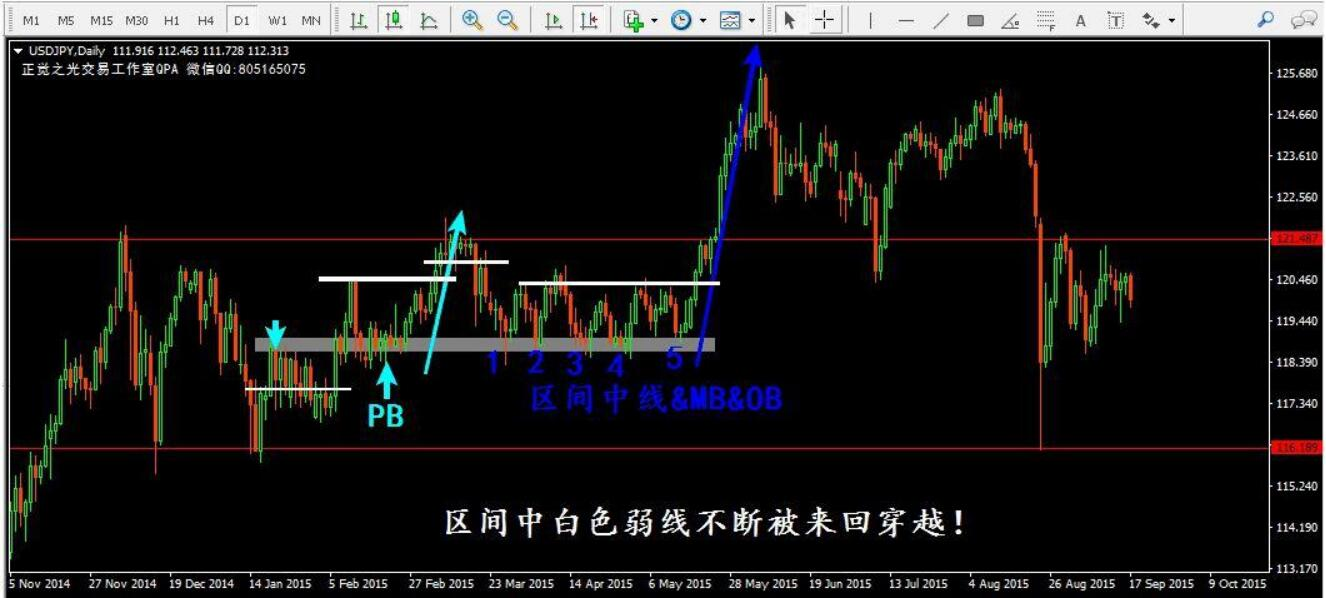 M1 M5 M15 M30 H1 H4 D1 W1 MN A T F
USDJPY,Daily 111.916 112.463 111.728 112.313
正觉之光交易工作室QPA 微信QQ:805165075
125.680
124.660
123.610
122.560
121.487
120.460
119.440
118.390
117.340
116.189
115.240
114.190
113.170
1 2 3 4 5
区间中线&MB&OB
PB
区间中白色弱线不断被来回穿越!
5 Nov 2014 27 Nov 2014 19 Dec 2014 14 Jan 2015 5 Feb 2015 27 Feb 2015 23 Mar 2015 14 Apr 2015 6 May 2015 28 May 2015 19 Jun 2015 13 Jul 2015 4 Aug 2015 26 Aug 2015 17 Sep 2015 9 Oct 2015